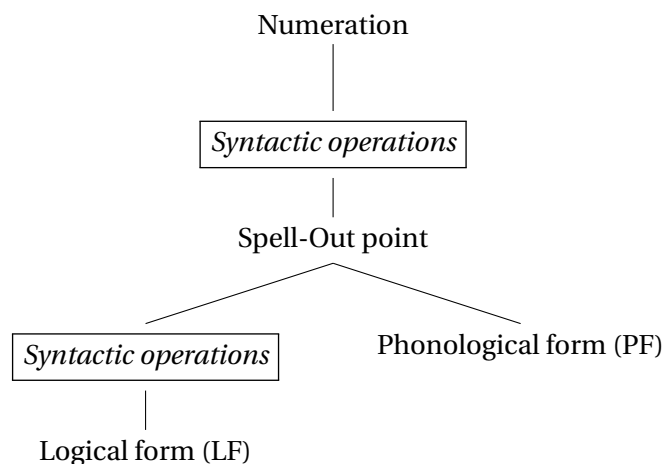 Numeration
Syntactic operations
Spell-Out point
Syntactic operations
Phonological form (PF)
Logical form (LF)